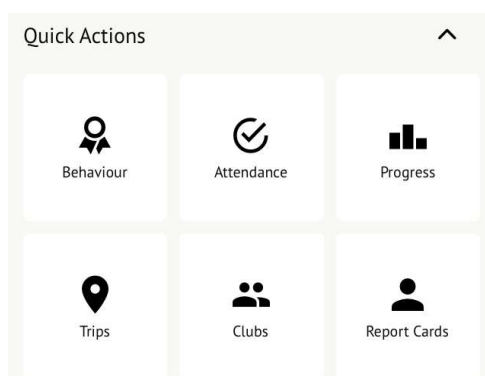 Quick Actions
Behaviour
Attendance
Progress
Trips
Clubs
Report Cards